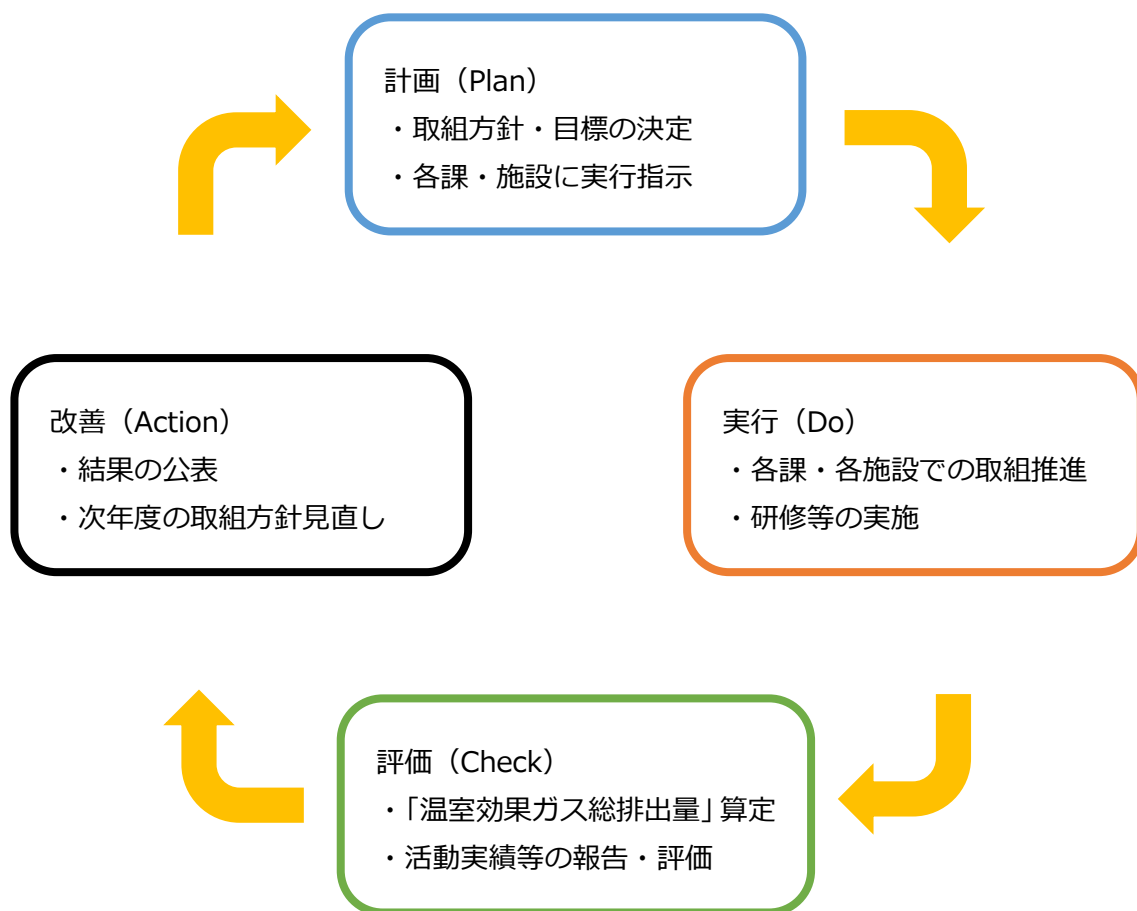 計画（Plan）
・取組方針・目標の決定
・各課・施設に実行指示
改善（Action）
・結果の公表
・次年度の取組方針見直し
実行（Do）
・各課・各施設での取組推進
・研修等の実施
評価（Check）
・「温室効果ガス総排出量」算定
・活動実績等の報告・評価